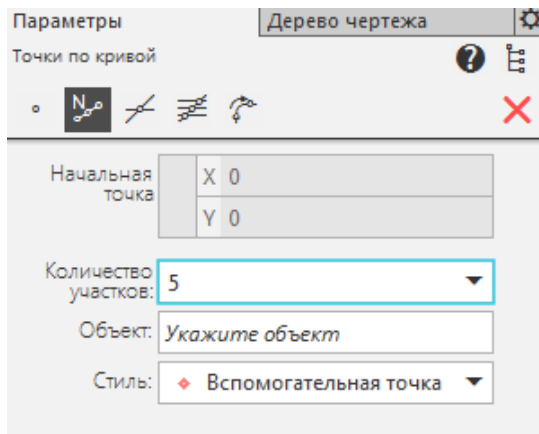 Параметры
Дерево чертежа
Точки по кривой
?
N
Начальная
точка
X 0
Y 0
Количество
участков:
5
Объект: Укажите объект
Стиль: Вспомогательная точка